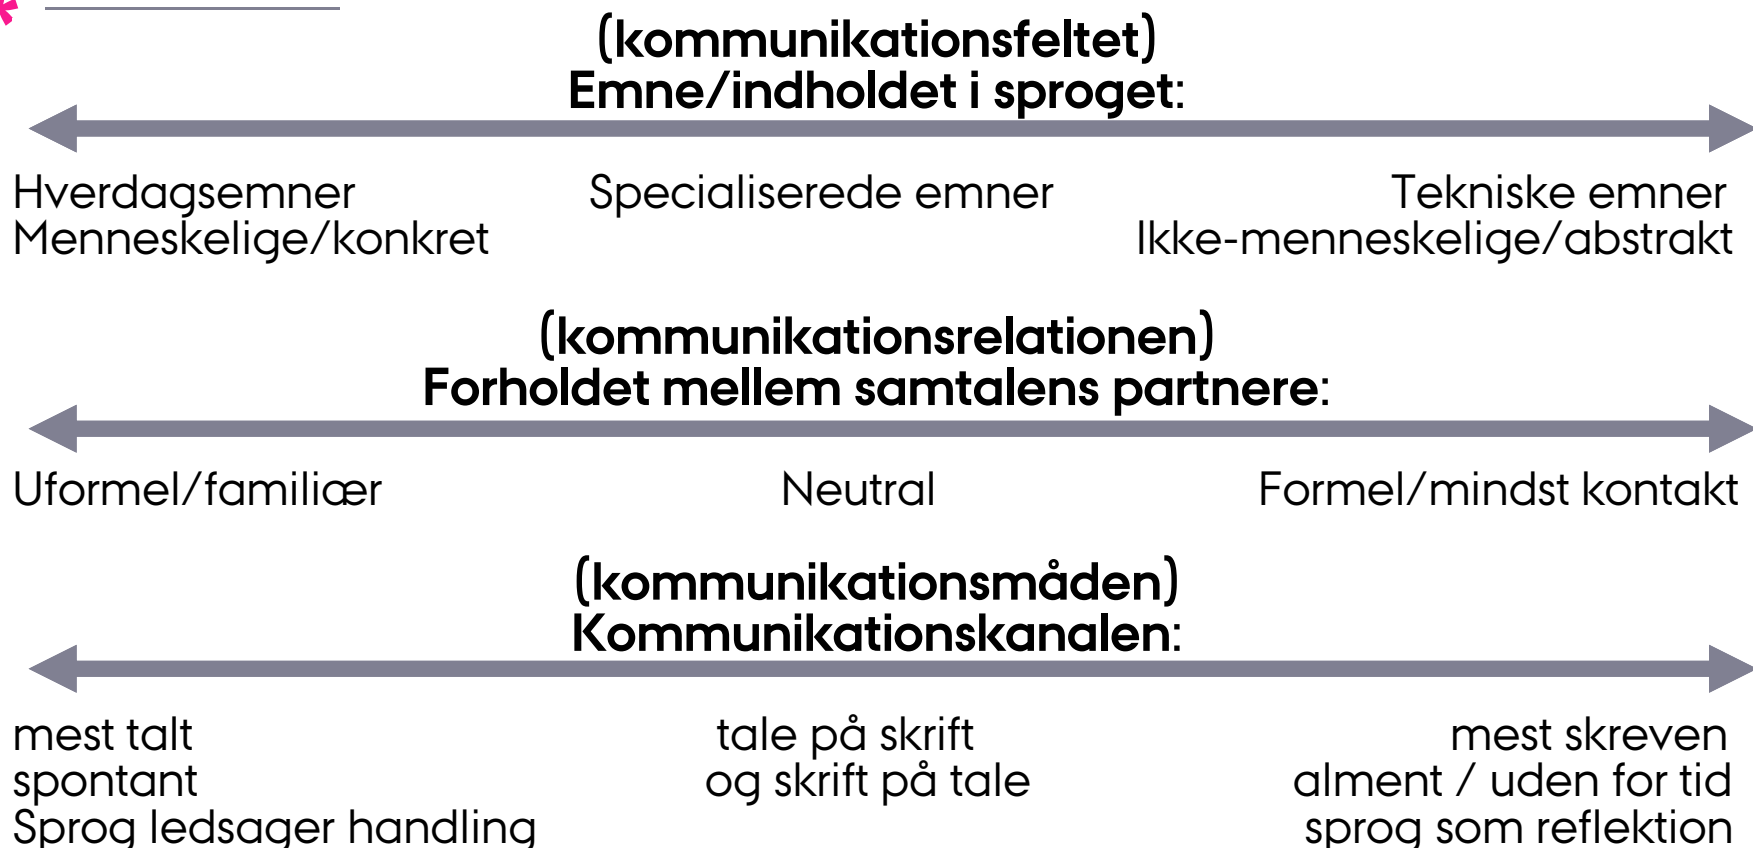 *
(kommunikationsfeltet)
Emne/indholdet i sproget:
Hverdagsemner Specialiserede emner Tekniske emner
Menneskelige/konkret Ikke-menneskelige/abstrakt
(kommunikationsrelationen)
Forholdet mellem samtalens partnere:
Uformel/familiær Neutral Formel/mindst kontakt
(kommunikationsmåden)
Kommunikationskanalen:
mest talt tale på skrift mest skreven
spontant og skrift på tale alment / uden for tid
Sprog ledsager handling sprog som reflektion